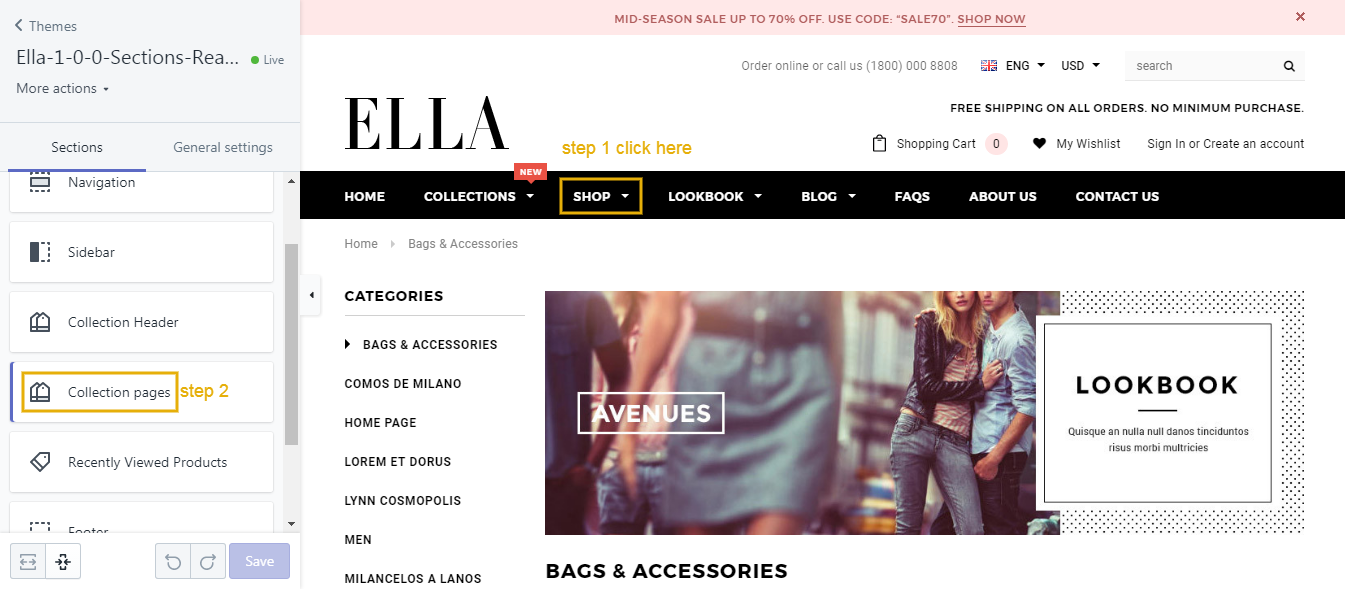 Themes
Ella-1-0-0-Sections-Rea...
Live
More actions
Sections
General settings
Navigation
Sidebar
Collection Header
Collection pages
step 2
Recently Viewed Products
Footer
Save
MID-SEASON SALE UP TO 70% OFF. USE CODE: “SALE70”. SHOP NOW
Order online or call us (1800) 000 8808
ENG
USD
search
ELLA
FREE SHIPPING ON ALL ORDERS. NO MINIMUM PURCHASE.
step 1 click here
Shopping Cart 0
My Wishlist
Sign In or Create an account
NEW
HOME
COLLECTIONS
SHOP
LOOKBOOK
BLOG
FAQS
ABOUT US
CONTACT US
Home
Bags & Accessories
CATEGORIES
BAGS & ACCESSORIES
COMOS DE MILANO
HOME PAGE
LOREM ET DORUS
LYNN COSMOPOLIS
MEN
MILANCELOS A LANOS
AVENUES
LOOKBOOK
Quisque an nulla null danos tinciduntos
risus morbi multricies
BAGS & ACCESSORIES